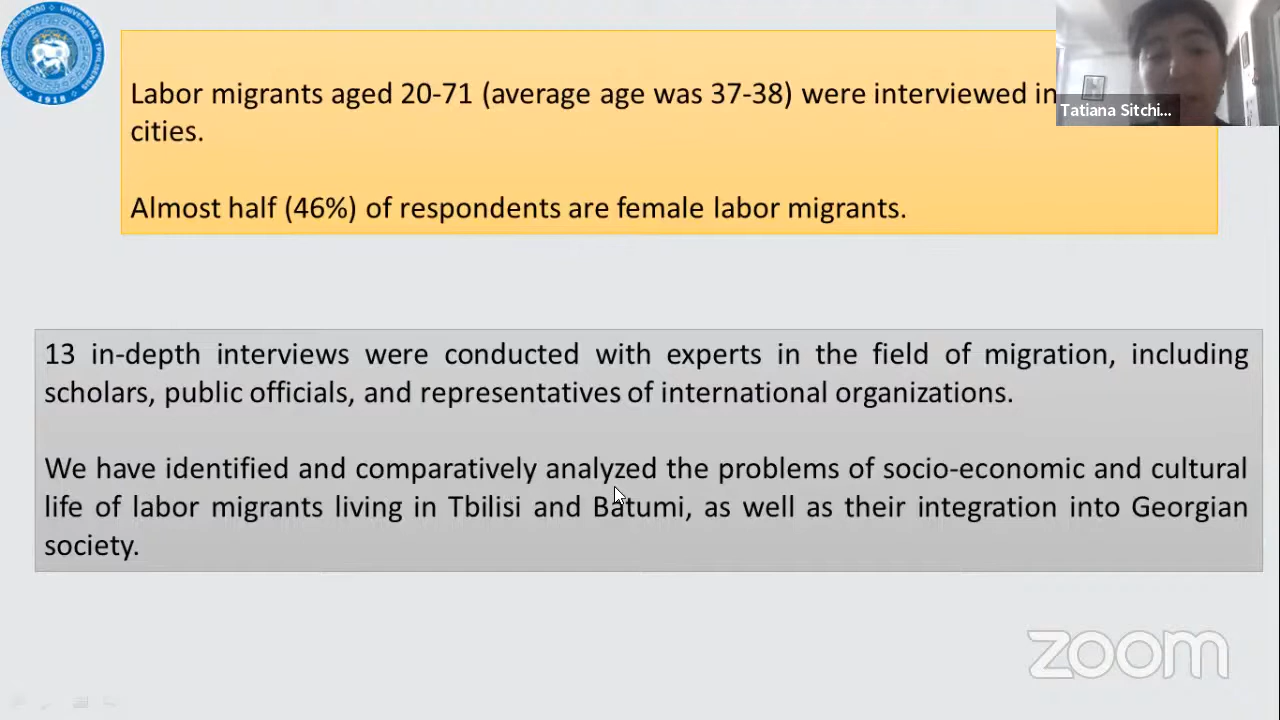 Labor migrants aged 20-71 (average age was 37-38) were interviewed in
cities.
Almost half (46%) of respondents are female labor migrants.
Tatiana Sitchi...
13 in-depth interviews were conducted with experts in the field of migration, including
scholars, public officials, and representatives of international organizations.
We have identified and comparatively analyzed the problems of socio-economic and cultural
life of labor migrants living in Tbilisi and Batumi, as well as their integration into Georgian
society.
zoom
1918